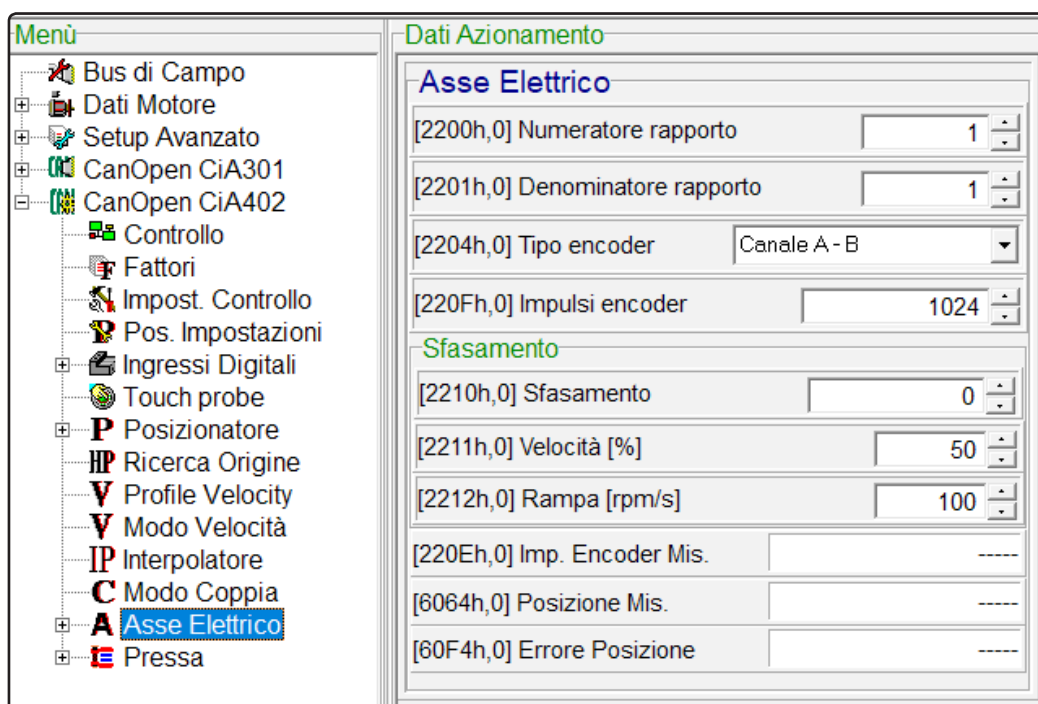 Menù
Bus di Campo
Dati Motore
Setup Avanzato
CanOpen CiA301
CanOpen CiA402
Controllo
Fattori
Impost. Controllo
Pos. Impostazioni
Ingressi Digitali
Touch probe
P Posizionatore
HP Ricerca Origine
V Profile Velocity
V Modo Velocità
IP Interpolatore
C Modo Coppia
A Asse Elettrico
Pressa
Dati Azionamento
Asse Elettrico
[2200h,0] Numeratore rapporto 1
[2201h,0] Denominatore rapporto 1
[2204h,0] Tipo encoder Canale A - B
[220Fh,0] Impulsi encoder 1024
Sfasamento
[2210h,0] Sfasamento 0
[2211h,0] Velocità [%] 50
[2212h,0] Rampa [rpm/s] 100
[220Eh,0] Imp. Encoder Mis. -----
[6064h,0] Posizione Mis. -----
[60F4h,0] Errore Posizione -----